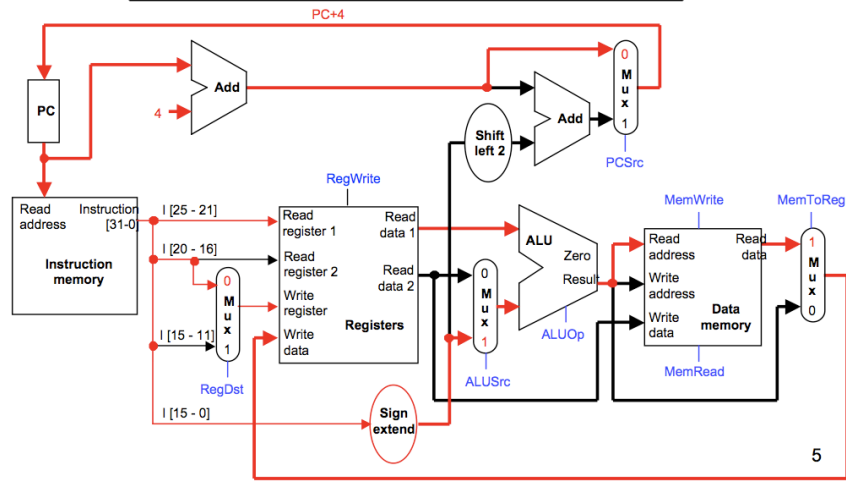 PC+4
0
M
u
x
1
PCSrc
Add
4
PC
Add
Shift
left 2
RegWrite
MemWrite
MemToReg
Read
address
Instruction
[31-0]
Instruction
memory
I [25 - 21]
I [20 - 16]
I [15 - 11]
I [15 - 0]
0
M
u
x
1
RegDst
Read
register 1
Read
register 2
Write
register
Write
data
Read
data 1
Read
data 2
Registers
0
M
u
x
1
ALUSrc
ALU
Zero
Result
ALUOp
Read
address
Write
address
Write
data
Read
data
Data
memory
MemRead
1
M
u
x
0
Sign
extend
5